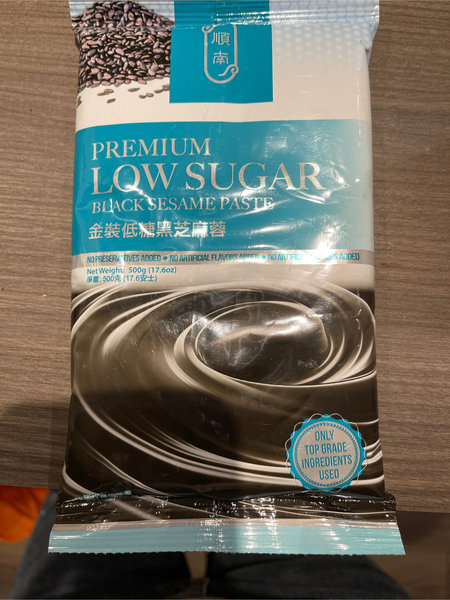 順南
PREMIUM
LOW SUGAR
BLACK SESAME PASTE
金裝低糖黑芝麻蓉
NO PRESERVATIVES ADDED ◆ NO ARTIFICIAL FLAVORS ADDED ◆ NO ARTIFICIAL ADDED
Net Weight: 500g (17.6oz)
淨重: 500克 (17.6安士)
ONLY
TOP GRADE
INGREDIENTS
USED